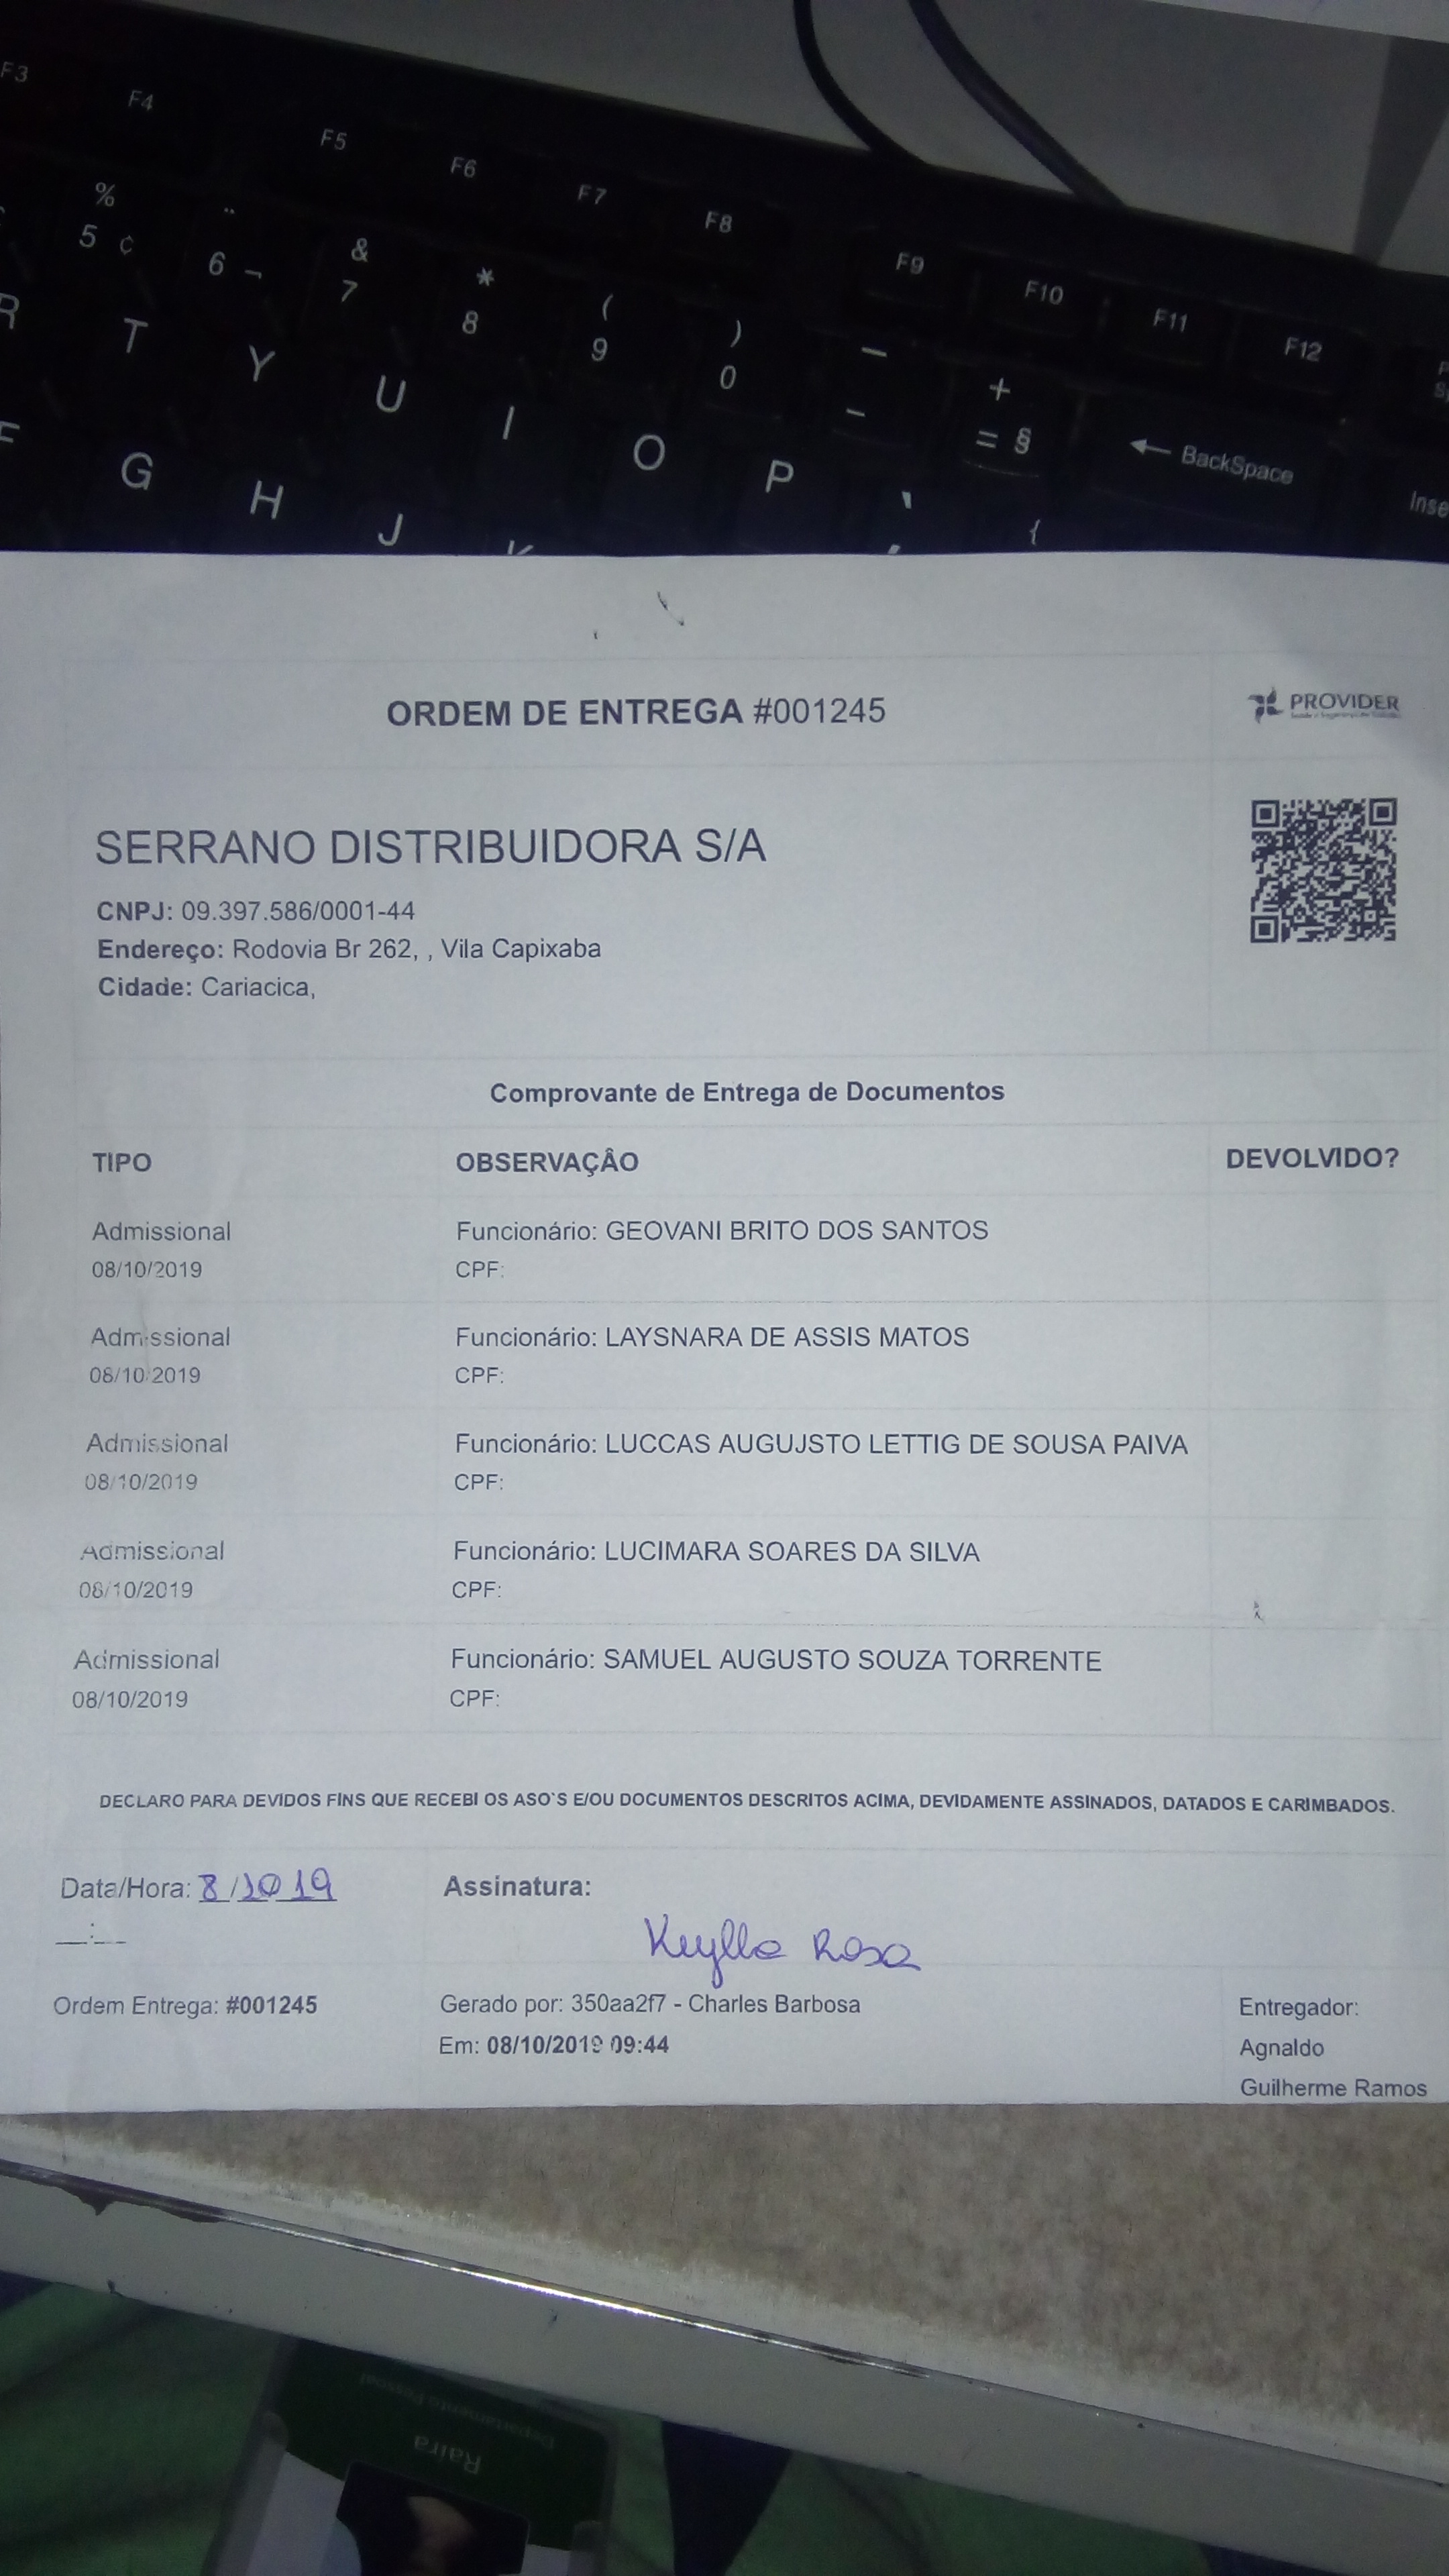 F3 F4 F5 F6 F7 F8 F9 F10 F11 F12
% ¨ & * ( ) _ +
5 ¢ 6 ¬ 7 8 9 0 - = § BackSpace
R T Y U I O P ` { Inse
F G H J K
ORDEM DE ENTREGA #001245
PROVIDER
SERRANO DISTRIBUIDORA S/A
CNPJ: 09.397.586/0001-44
Endereço: Rodovia Br 262, , Vila Capixaba
Cidade: Cariacica,
Comprovante de Entrega de Documentos
TIPO OBSERVAÇÂO DEVOLVIDO?
Admissional Funcionário: GEOVANI BRITO DOS SANTOS
08/10/2019 CPF:
Admissional Funcionário: LAYSNARA DE ASSIS MATOS
08/10/2019 CPF:
Admissional Funcionário: LUCCAS AUGUJSTO LETTIG DE SOUSA PAIVA
08/10/2019 CPF:
Admissional Funcionário: LUCIMARA SOARES DA SILVA
08/10/2019 CPF:
Admissional Funcionário: SAMUEL AUGUSTO SOUZA TORRENTE
08/10/2019 CPF:
DECLARO PARA DEVIDOS FINS QUE RECEBI OS ASO`S E/OU DOCUMENTOS DESCRITOS ACIMA, DEVIDAMENTE ASSINADOS, DATADOS E CARIMBADOS.
Data/Hora: 8/10 19 Assinatura:
__:__
Keylla Rosa
Ordem Entrega: #001245 Gerado por: 350aa2f7 - Charles Barbosa Entregador:
Em: 08/10/2019 09:44 Agnaldo
Guilherme Ramos
Departamento Pessoal
Raíra